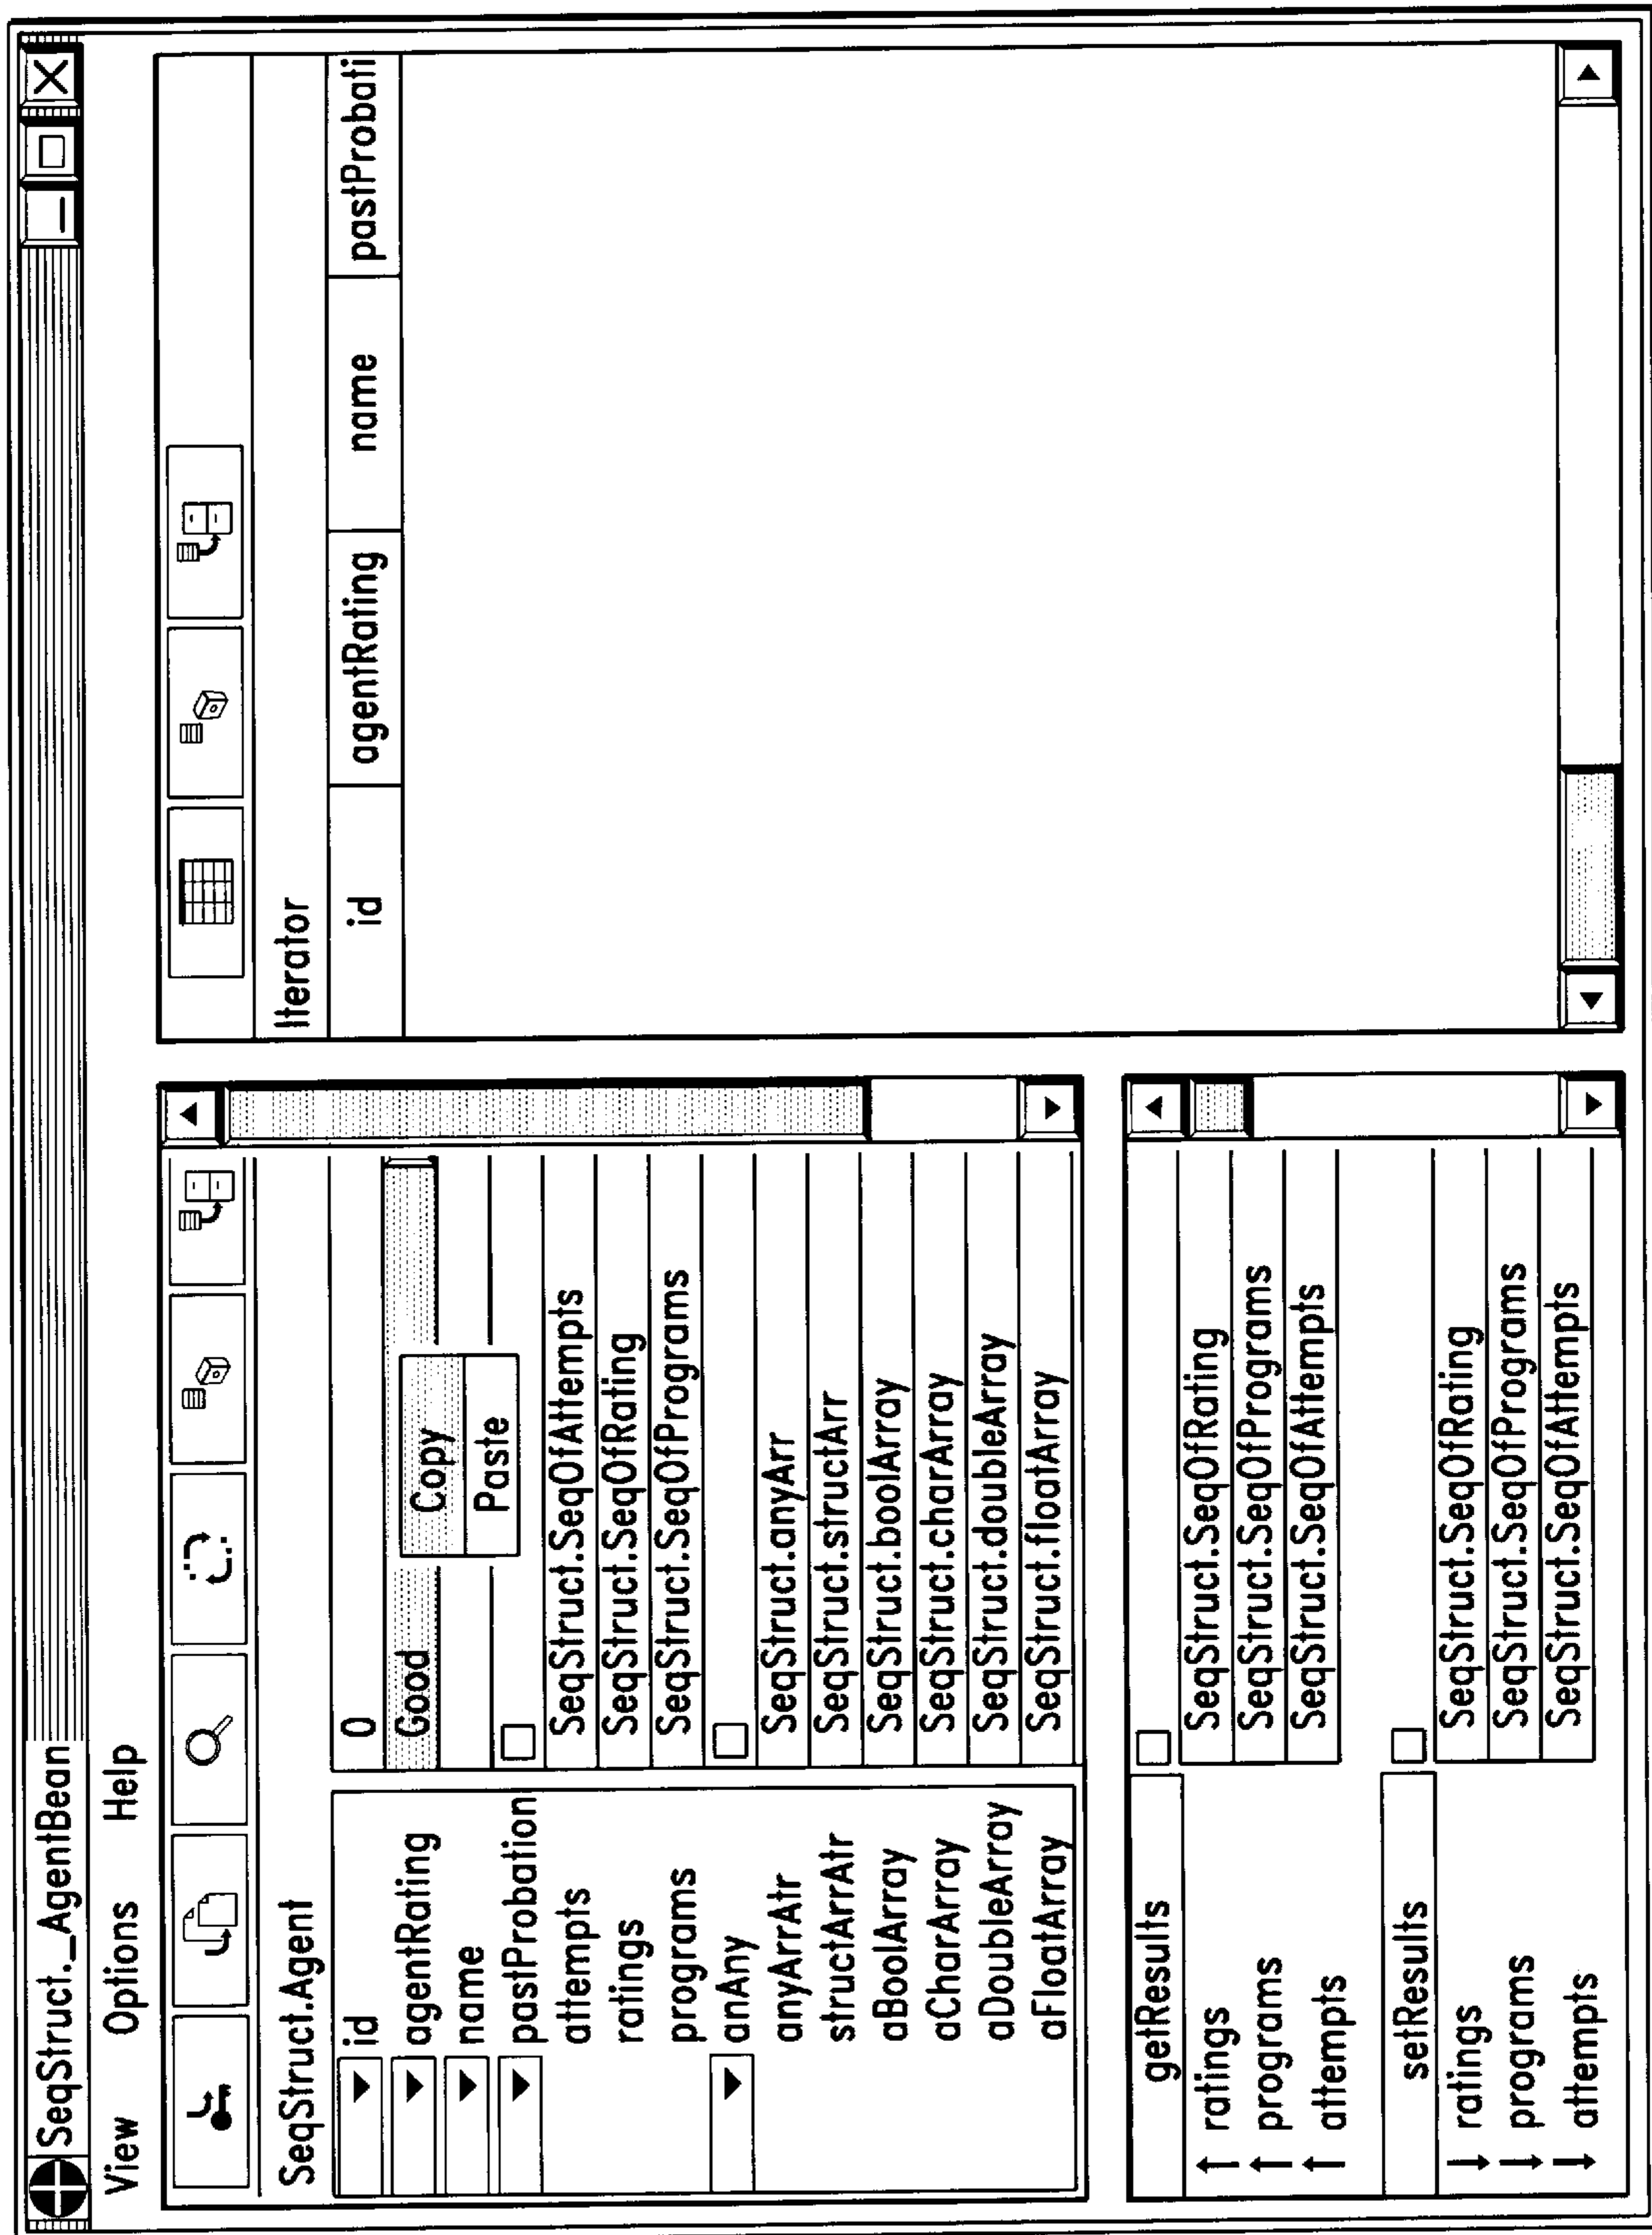 SeqStruct._AgentBean
View Options Help
SeqStruct.Agent
id 0
agentRating Good
name
pastProbation
Copy
Paste
attempts SeqStruct.SeqOfAttempts
ratings SeqStruct.SeqOfRating
programs SeqStruct.SeqOfPrograms
anAny
anyArrAtr SeqStruct.anyArr
structArrAtr SeqStruct.structArr
aBoolArray SeqStruct.boolArray
aCharArray SeqStruct.charArray
aDoubleArray SeqStruct.doubleArray
aFloatArray SeqStruct.floatArray
getResults
ratings SeqStruct.SeqOfRating
programs SeqStruct.SeqOfPrograms
attempts SeqStruct.SeqOfAttempts
setResults
ratings SeqStruct.SeqOfRating
programs SeqStruct.SeqOfPrograms
attempts SeqStruct.SeqOfAttempts
Iterator
id agentRating name pastProbati